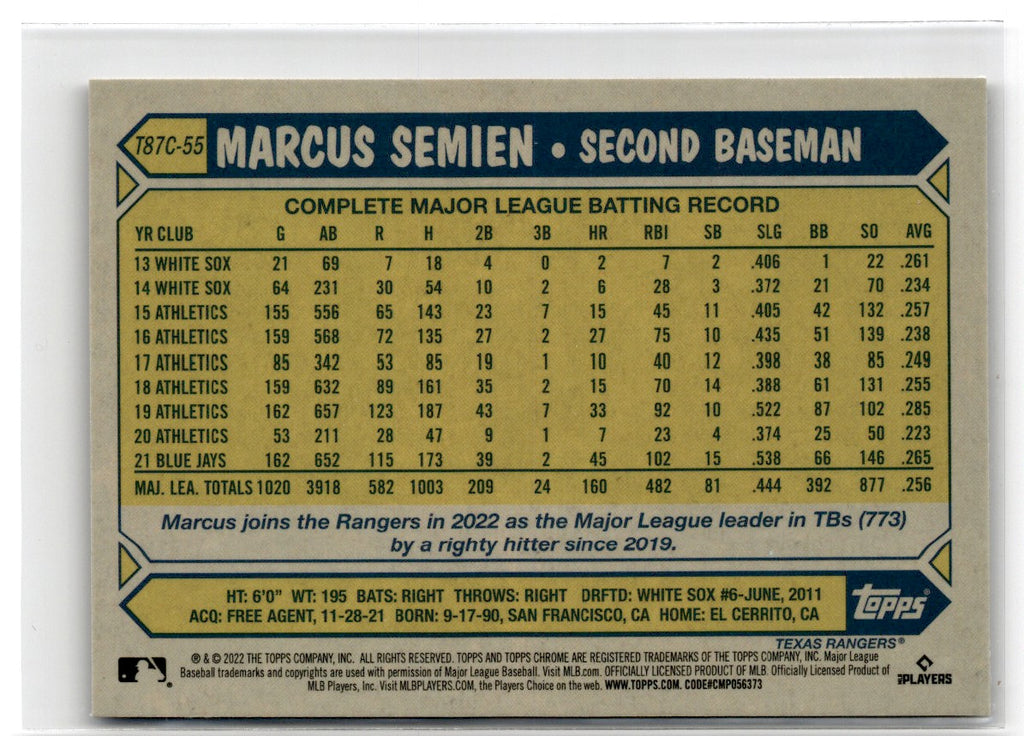 T87C-55 MARCUS SEMIEN • SECOND BASEMAN
COMPLETE MAJOR LEAGUE BATTING RECORD
YR CLUB G AB R H 2B 3B HR RBI SB SLG BB SO AVG
13 WHITE SOX 21 69 7 18 4 0 2 7 2 .406 1 22 .261
14 WHITE SOX 64 231 30 54 10 2 6 28 3 .372 21 70 .234
15 ATHLETICS 155 556 65 143 23 7 15 45 11 .405 42 132 .257
16 ATHLETICS 159 568 72 135 27 2 27 75 10 .435 51 139 .238
17 ATHLETICS 85 342 53 85 19 1 10 40 12 .398 38 85 .249
18 ATHLETICS 159 632 89 161 35 2 15 70 14 .388 61 131 .255
19 ATHLETICS 162 657 123 187 43 7 33 92 10 .522 87 102 .285
20 ATHLETICS 53 211 28 47 9 1 7 23 4 .374 25 50 .223
21 BLUE JAYS 162 652 115 173 39 2 45 102 15 .538 66 146 .265
MAJ. LEA. TOTALS 1020 3918 582 1003 209 24 160 482 81 .444 392 877 .256
Marcus joins the Rangers in 2022 as the Major League leader in TBs (773)
by a righty hitter since 2019.
HT: 6'0" WT: 195 BATS: RIGHT THROWS: RIGHT DRFTD: WHITE SOX #6-JUNE, 2011
ACQ: FREE AGENT, 11-28-21 BORN: 9-17-90, SAN FRANCISCO, CA HOME: EL CERRITO, CA
topps®
TEXAS RANGERS®
® & © 2022 THE TOPPS COMPANY, INC. ALL RIGHTS RESERVED. TOPPS AND TOPPS CHROME ARE REGISTERED TRADEMARKS OF THE TOPPS COMPANY, INC. Major League
Baseball trademarks and copyrights are used with permission of Major League Baseball. Visit MLB.com. OFFICIALLY LICENSED PRODUCT OF MLB. Officially Licensed Product of
MLB Players, Inc. Visit MLBPLAYERS.COM, the Players Choice on the web. WWW.TOPPS.COM. CODE#CMP056373
MLB PLAYERS